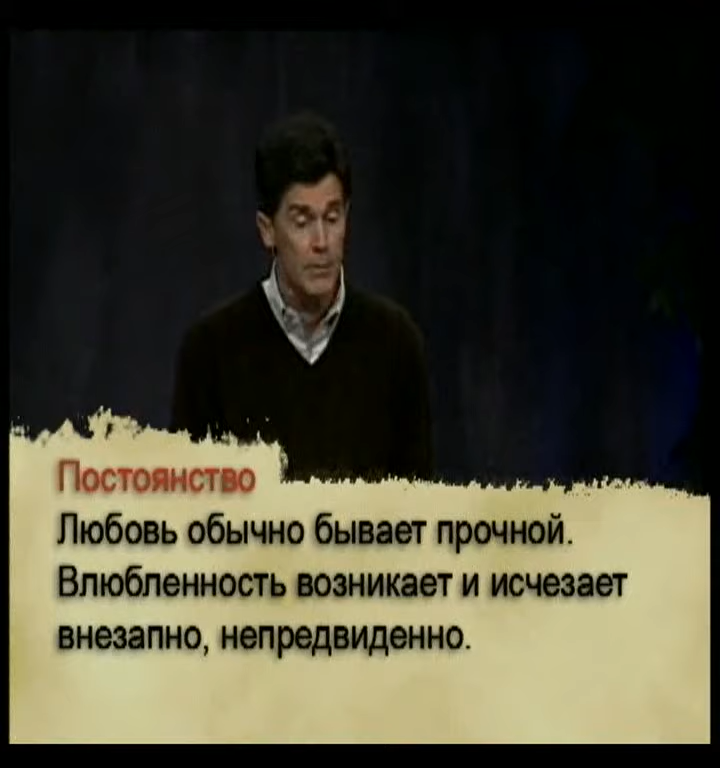 Постоянство
Любовь обычно бывает прочной.
Влюбленность возникает и исчезает
внезапно, непредвиденно.